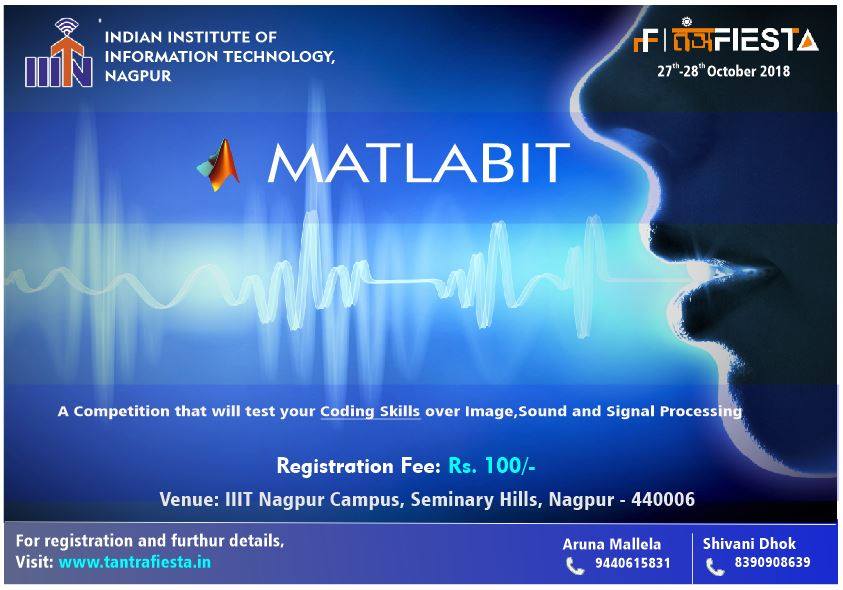 INDIAN INSTITUTE OF
INFORMATION TECHNOLOGY,
NAGPUR
IIITN
तंत्रFIESTA
27th-28th October 2018
MATLABIT
A Competition that will test your Coding Skills over Image,Sound and Signal Processing
Registration Fee: Rs. 100/-
Venue: IIIT Nagpur Campus, Seminary Hills, Nagpur - 440006
For registration and furthur details,
Visit: www.tantrafiesta.in
Aruna Mallela
9440615831
Shivani Dhok
8390908639